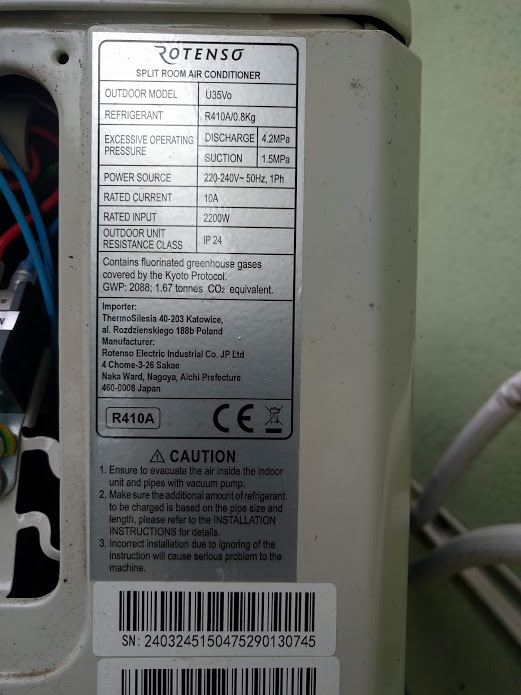 ROTENSO
SPLIT ROOM AIR CONDITIONER
OUTDOOR MODEL U35Vo
REFRIGERANT R410A/0.8Kg
EXCESSIVE OPERATING PRESSURE DISCHARGE 4.2MPa
SUCTION 1.5MPa
POWER SOURCE 220-240V~ 50Hz, 1Ph
RATED CURRENT 10A
RATED INPUT 2200W
OUTDOOR UNIT
RESISTANCE CLASS IP 24
Contains fluorinated greenhouse gases
covered by the Kyoto Protocol.
GWP: 2088; 1.67 tonnes CO₂ equivalent.
Importer:
ThermoSilesia 40-203 Katowice,
al. Rozdzienskiego 188b Poland
Manufacturer:
Rotenso Electric Industrial Co. JP Ltd
4 Chome-3-26 Sakae
Naka Ward, Nagoya, Aichi Prefecture
460-0008 Japan
R410A CE
CAUTION
1. Ensure to evacuate the air inside the indoor
unit and pipes with vacuum pump.
2. Make sure the additional amount of refrigerant
to be charged is based on the pipe size and
length, please refer to the INSTALLATION
INSTRUCTIONS for details.
3. Incorrect installation due to ignoring of the
instruction will cause serious problem to the
machine.
SN: 2403245150475290130745